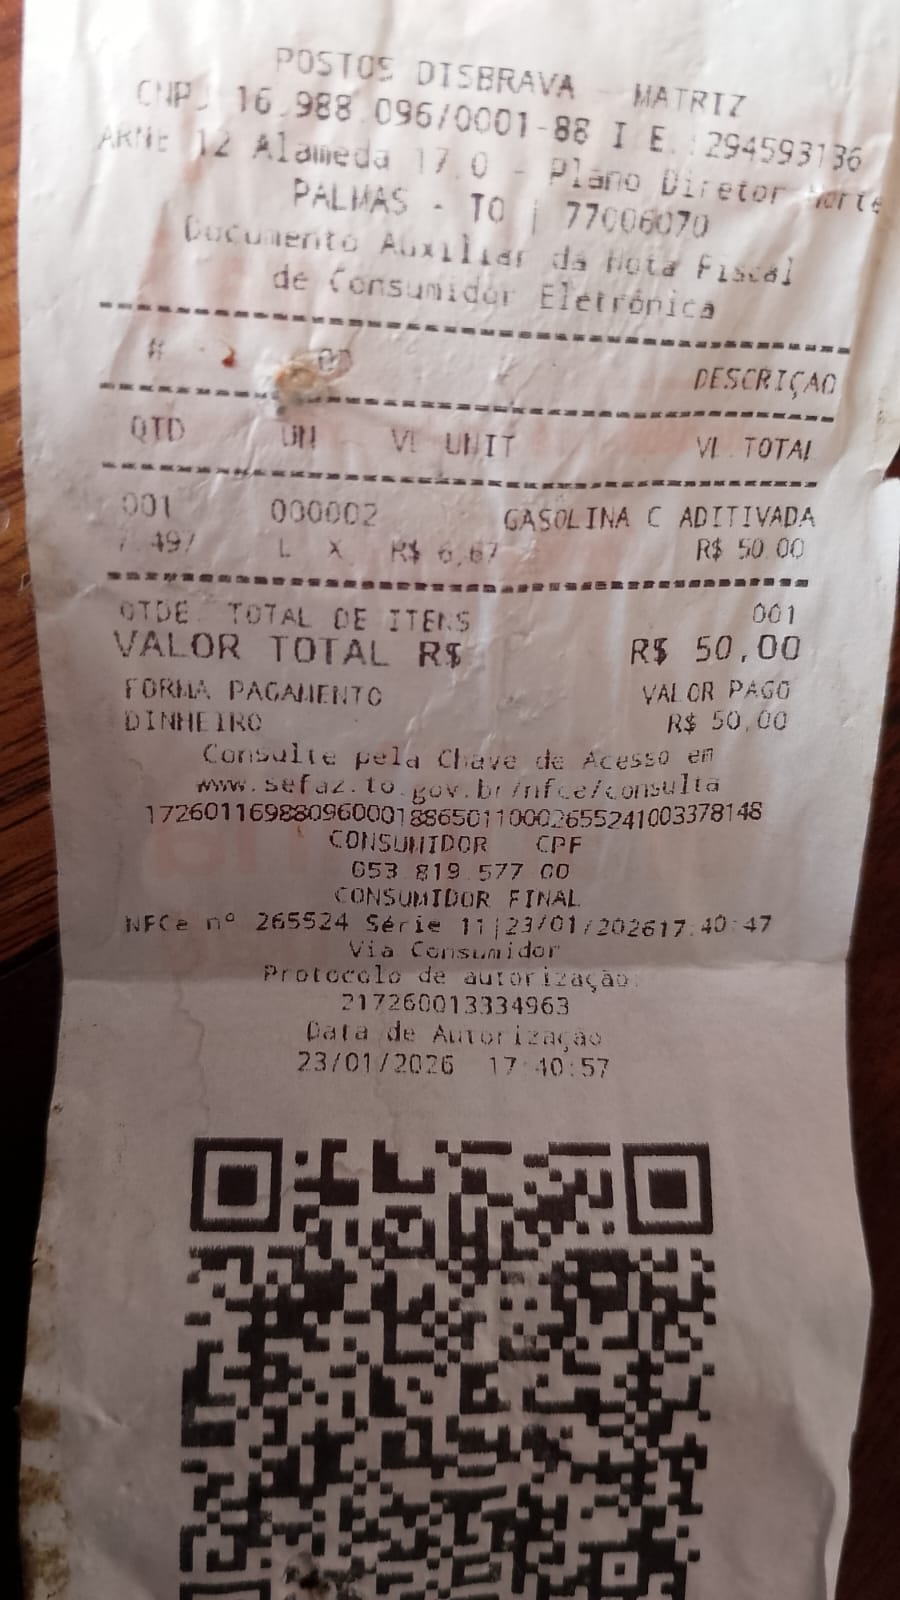 POSTOS DISBRAVA - MATRIZ
CNPJ 16.988.096/0001-88 I E.:294593136
ARNE 12 Alameda 17.0 - Plano Diretor Norte
PALMAS - TO | 77006070
Documento Auxiliar da Nota Fiscal
de Consumidor Eletrônica
# DESCRIÇAO
QTD UN VL UNIT VL TOTAL
001 000002 GASOLINA C ADITIVADA
7.497 L X R$ 6,67 R$ 50.00
QTDE. TOTAL DE ITENS 001
VALOR TOTAL R$ R$ 50,00
FORMA PAGAMENTO VALOR PAGO
DINHEIRO R$ 50,00
Consulte pela Chave de Acesso em
www.sefaz.to.gov.br/nfce/consulta
17260116988096000188650110002655241003378148
CONSUMIDOR CPF
053 819 577 00
CONSUMIDOR FINAL
NFCe nº 265524 Série 11|23/01/202617:40:47
Via Consumidor
Protocolo de autorização:
217260013334963
Data de Autorização
23/01/2026 17:40:57